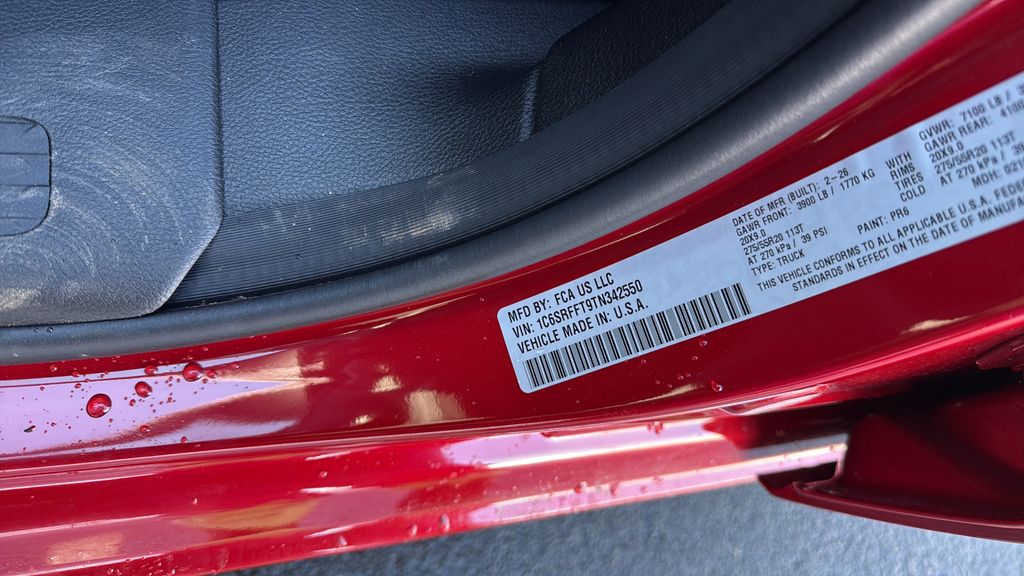 MFD BY: FCA US LLC
VIN: 1C6SRFFT9TN342550
VEHICLE MADE IN: U.S.A.
DATE OF MFR (BUILT): 2-26
GAWR FRONT: 3900 LB / 1770 KG
20X9.0
275/55R20 113T
AT 270 kPa / 39 PSI
TYPE: TRUCK
WITH
RIMS
TIRES
COLD
GVWR: 7100 LB /
GAWR REAR: 4100
20X9.0
275/55R20 113T
AT 270 kPa / 39
MDH:
PAINT: PR6
THIS VEHICLE CONFORMS TO ALL APPLICABLE U.S.A.
STANDARDS IN EFFECT ON THE DATE OF